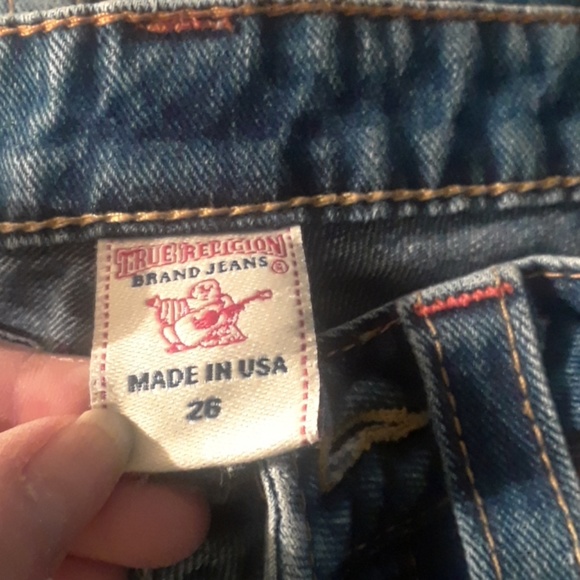 TRUE RELIGION
BRAND JEANS ®
MADE IN USA
26